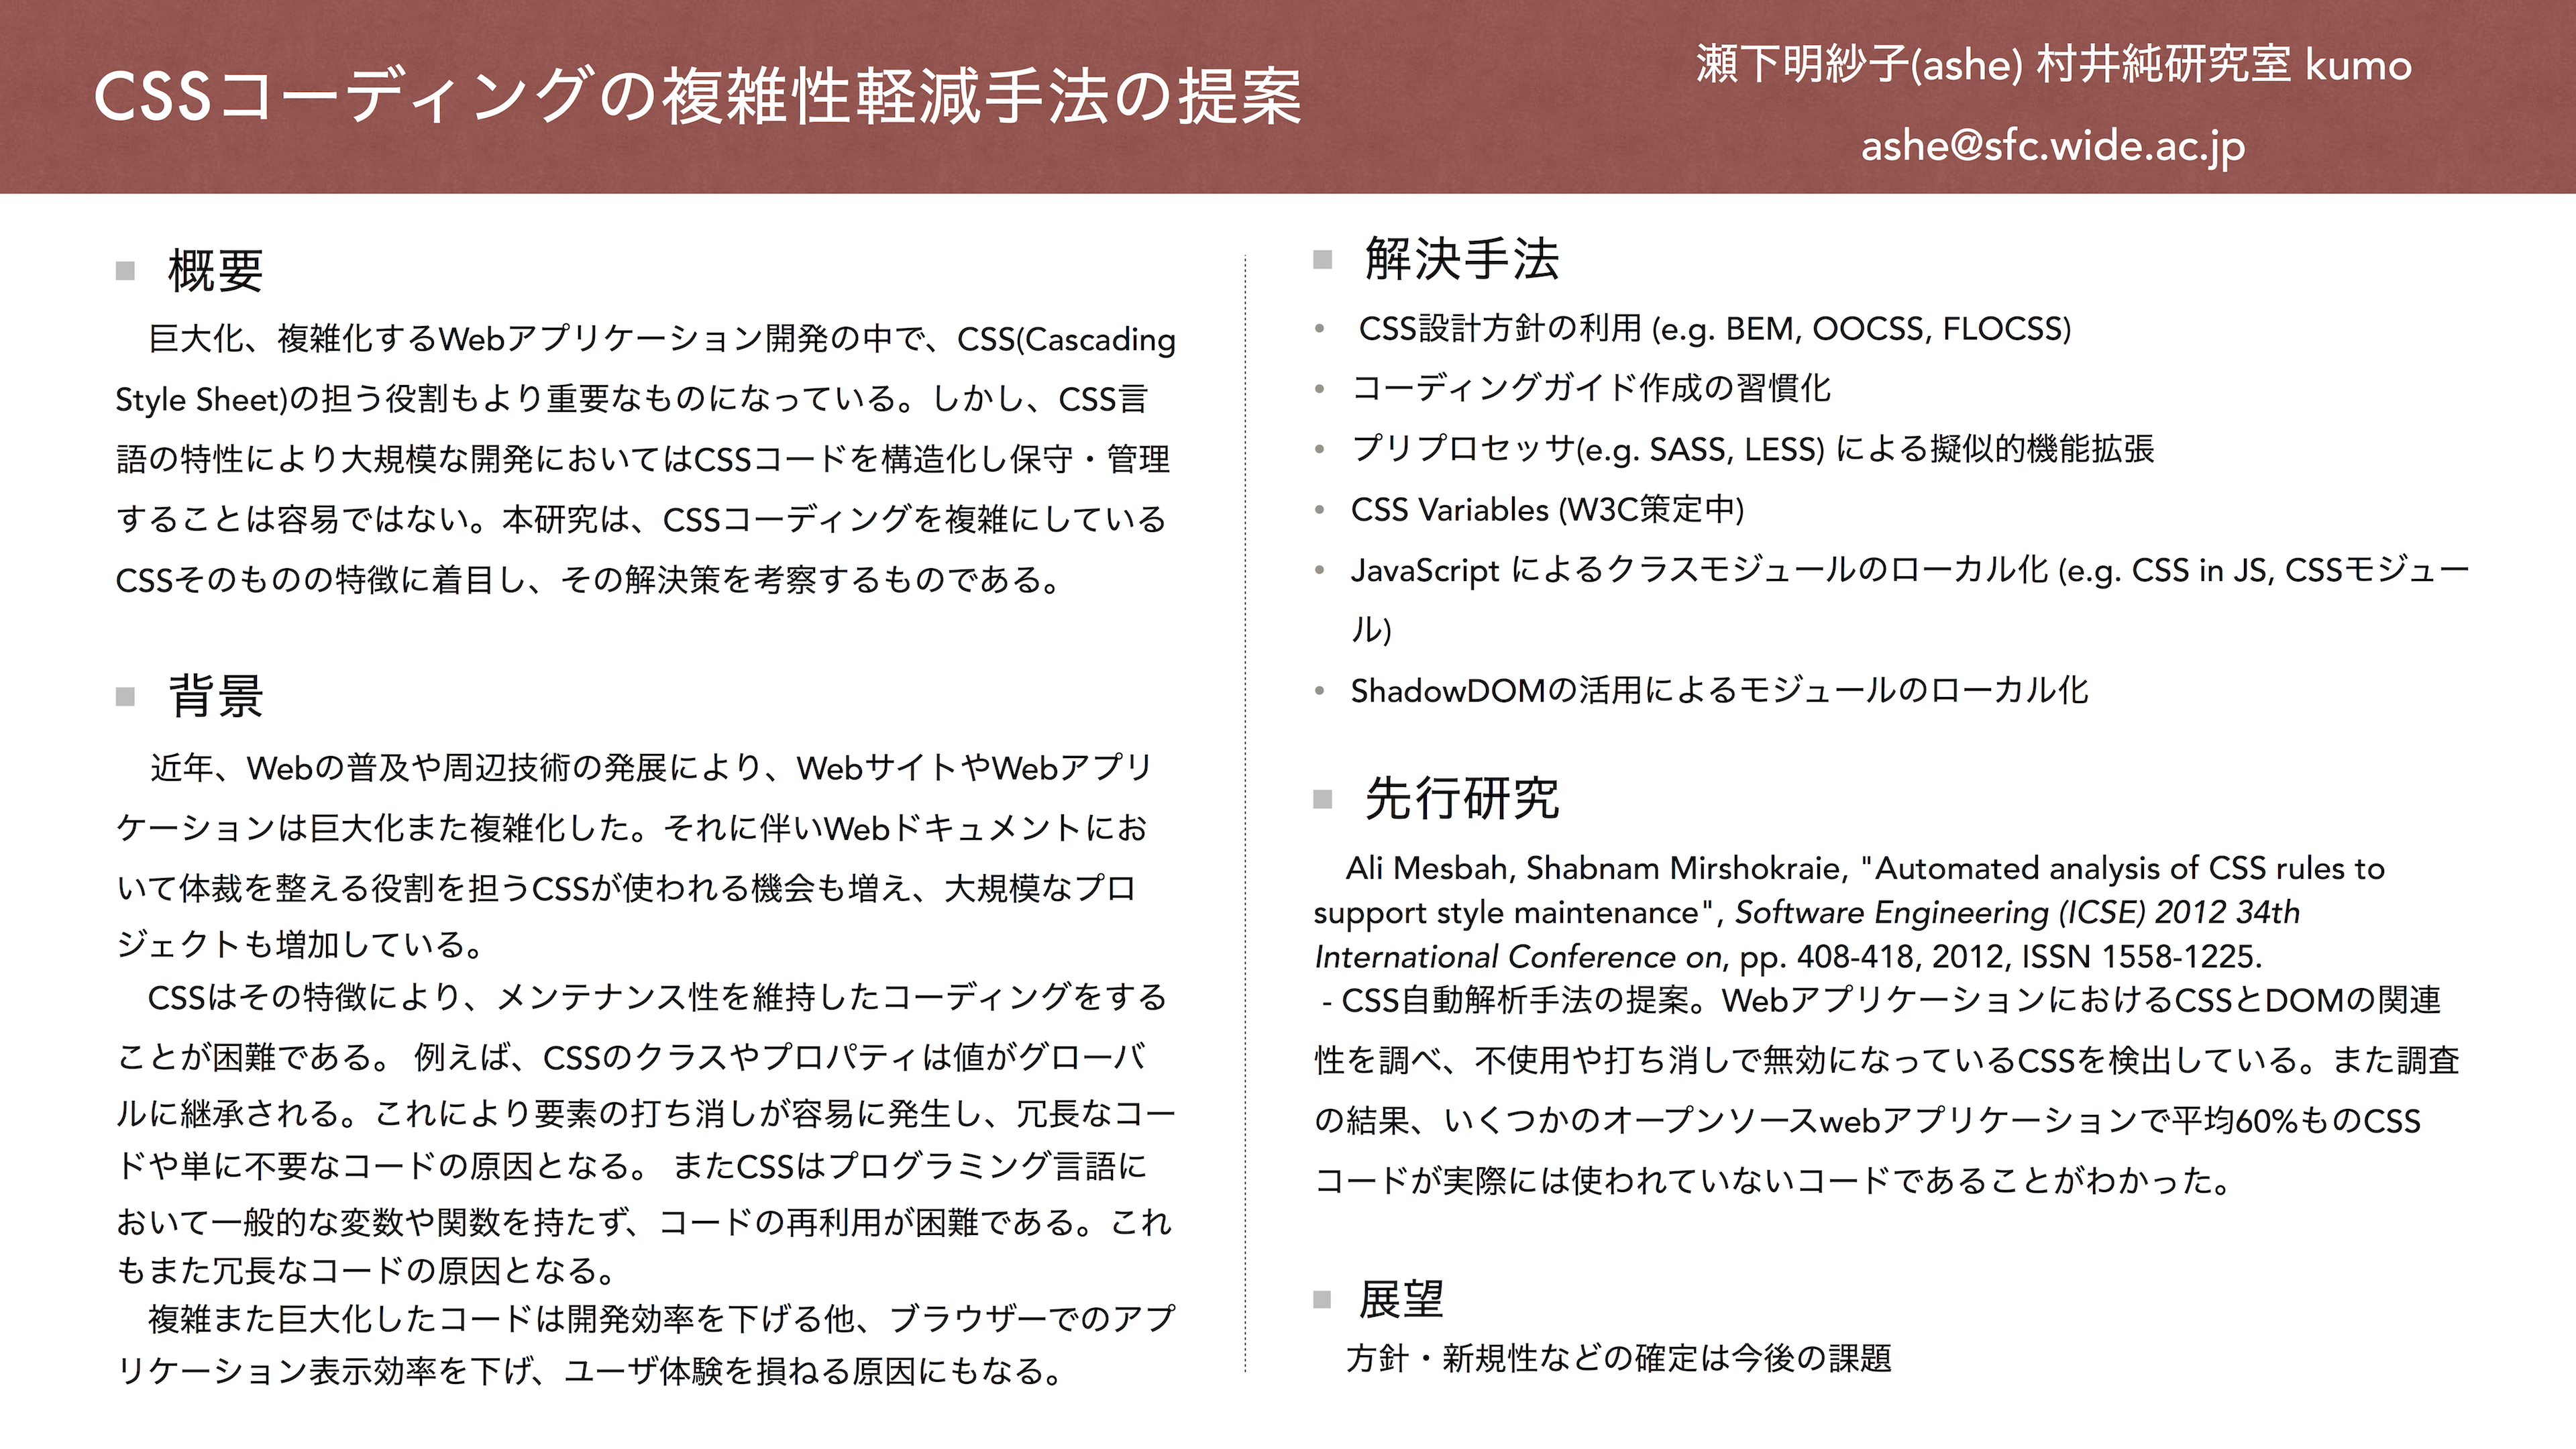 CSSコーディングの複雑性軽減手法の提案
瀬下明紗子(ashe) 村井純研究室 kumo
ashe@sfc.wide.ac.jp
■ 概要
巨大化、複雑化するWebアプリケーション開発の中で、CSS(Cascading
Style Sheet)の担う役割もより重要なものになっている。しかし、CSS言
語の特性により大規模な開発においてはCSSコードを構造化し保守・管理
することは容易ではない。本研究は、CSSコーディングを複雑にしている
CSSそのものの特徴に着目し、その解決策を考察するものである。
■ 背景
近年、Webの普及や周辺技術の発展により、WebサイトやWebアプリ
ケーションは巨大化また複雑化した。それに伴いWebドキュメントにお
いて体裁を整える役割を担うCSSが使われる機会も増え、大規模なプロ
ジェクトも増加している。
CSSはその特徴により、メンテナンス性を維持したコーディングをする
ことが困難である。 例えば、CSSのクラスやプロパティは値がグローバ
ルに継承される。これにより要素の打ち消しが容易に発生し、冗長なコー
ドや単に不要なコードの原因となる。 またCSSはプログラミング言語に
おいて一般的な変数や関数を持たず、コードの再利用が困難である。これ
もまた冗長なコードの原因となる。
複雑また巨大化したコードは開発効率を下げる他、ブラウザーでのアプ
リケーション表示効率を下げ、ユーザ体験を損ねる原因にもなる。
■ 解決手法
• CSS設計方針の利用 (e.g. BEM, OOCSS, FLOCSS)
• コーディングガイド作成の習慣化
• プリプロセッサ(e.g. SASS, LESS) による擬似的機能拡張
• CSS Variables (W3C策定中)
• JavaScript によるクラスモジュールのローカル化 (e.g. CSS in JS, CSSモジュー
ル)
• ShadowDOMの活用によるモジュールのローカル化
■ 先行研究
Ali Mesbah, Shabnam Mirshokraie, "Automated analysis of CSS rules to
support style maintenance", Software Engineering (ICSE) 2012 34th
International Conference on, pp. 408-418, 2012, ISSN 1558-1225.
- CSS自動解析手法の提案。WebアプリケーションにおけるCSSとDOMの関連
性を調べ、不使用や打ち消しで無効になっているCSSを検出している。また調査
の結果、いくつかのオープンソースwebアプリケーションで平均60%ものCSS
コードが実際には使われていないコードであることがわかった。
■ 展望
方針・新規性などの確定は今後の課題